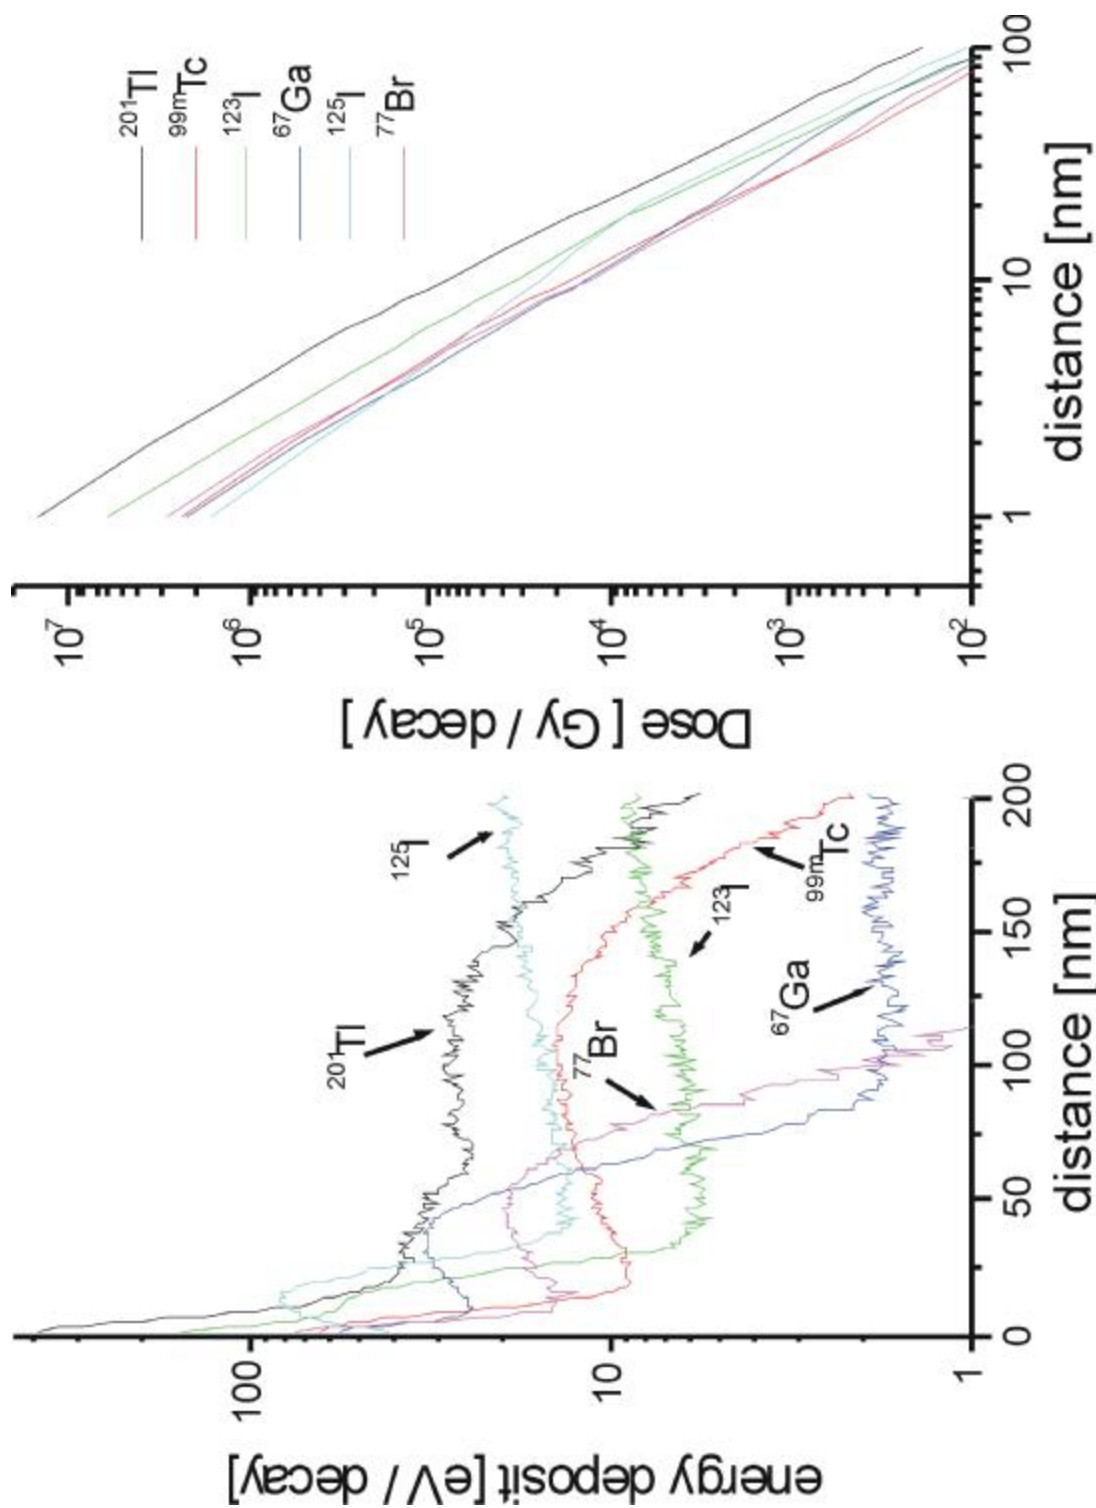 energy deposit [eV / decay]
100
10
1
0
50
100
150
200
distance [nm]
²⁰¹Tl
¹²⁵I
⁷⁷Br
⁶⁷Ga
¹²³I
⁹⁹ᵐTc
Dose [ Gy / decay ]
10⁷
10⁶
10⁵
10⁴
10³
10²
1
10
100
distance [nm]
²⁰¹Tl
⁹⁹ᵐTc
¹²³I
⁶⁷Ga
¹²⁵I
⁷⁷Br